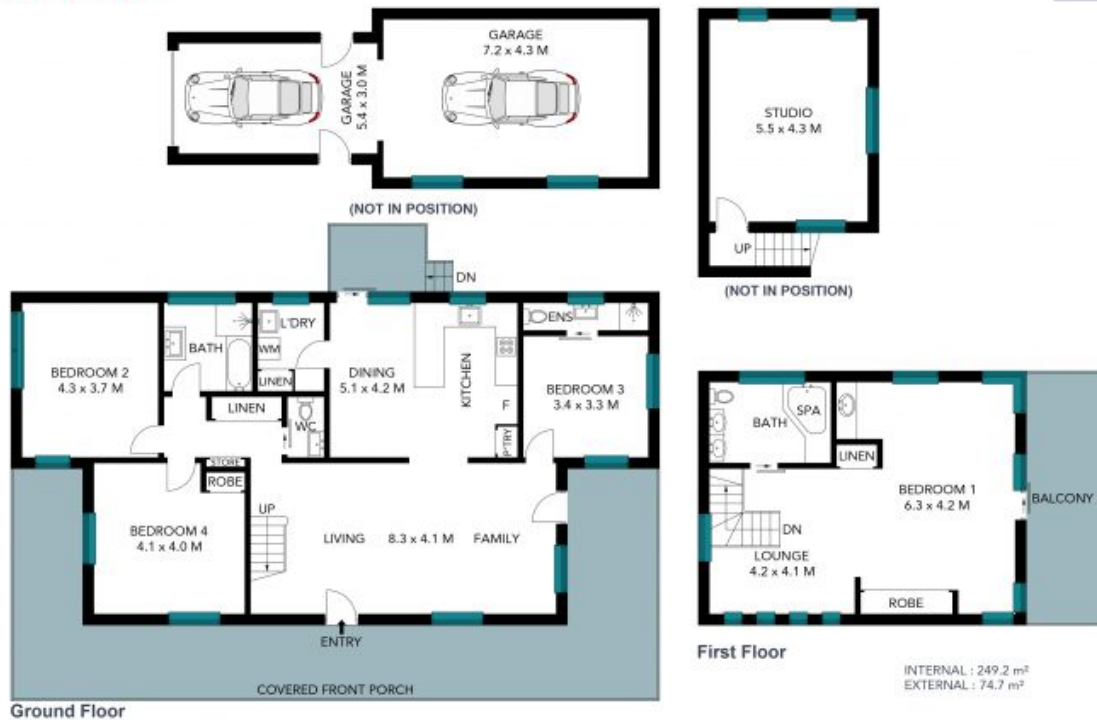 GARAGE
7.2 x 4.3 M
GARAGE
5.4 x 3.0 M
STUDIO
5.5 x 4.3 M
UP
(NOT IN POSITION)
(NOT IN POSITION)
DN
BEDROOM 2
4.3 x 3.7 M
BATH
L'DRY
WM
LINEN
DINING
5.1 x 4.2 M
KITCHEN
F
P'TRY
ENS
BEDROOM 3
3.4 x 3.3 M
LINEN
WC
STORE
ROBE
BEDROOM 4
4.1 x 4.0 M
UP
LIVING 8.3 x 4.1 M FAMILY
ENTRY
COVERED FRONT PORCH
Ground Floor
BATH
SPA
LINEN
BEDROOM 1
6.3 x 4.2 M
BALCONY
DN
LOUNGE
4.2 x 4.1 M
ROBE
First Floor
INTERNAL : 249.2 m²
EXTERNAL : 74.7 m²